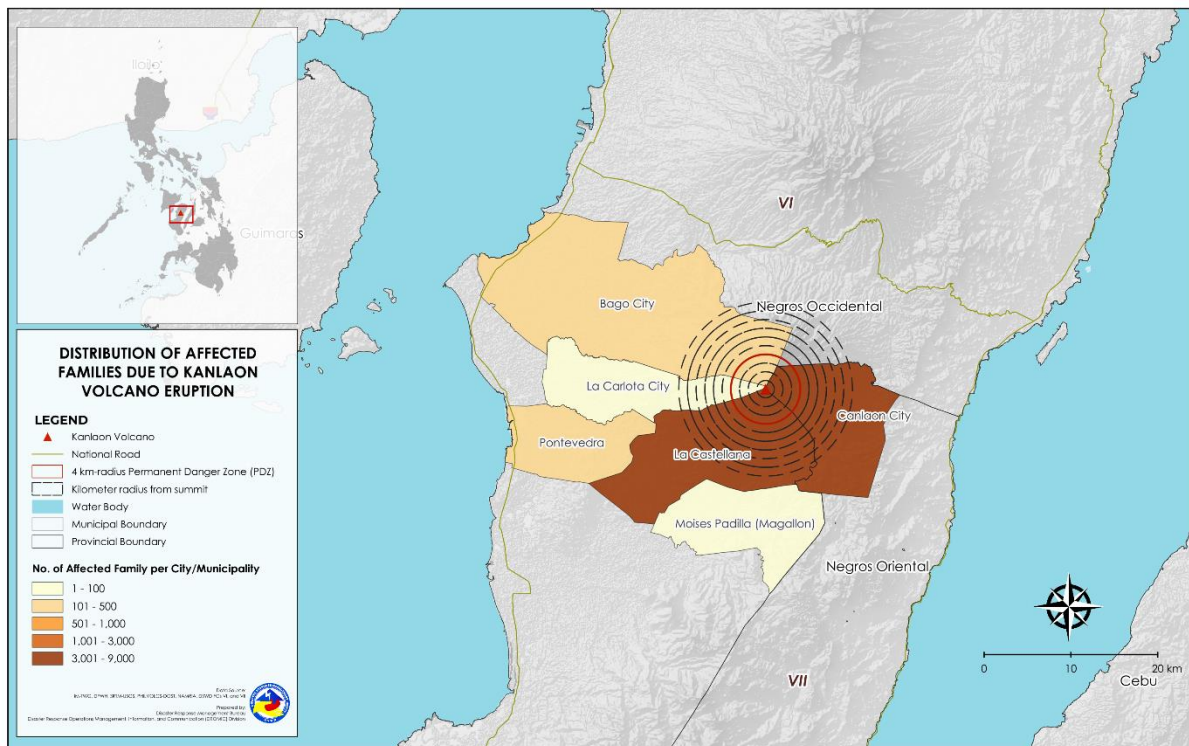 Iloilo
Guimaras
DISTRIBUTION OF AFFECTED
FAMILIES DUE TO KANLAON
VOLCANO ERUPTION
LEGEND
Kanlaon Volcano
National Road
4 km-radius Permanent Danger Zone (PDZ)
Kilometer radius from summit
Water Body
Municipal Boundary
Provincial Boundary
No. of Affected Family per City/Municipality
1 - 100
101 - 500
501 - 1,000
1,001 - 3,000
3,001 - 9,000
Data Source:
Prepared by:
Disaster Response Management Bureau
Disaster Response Operations Management, Information, and Communication (DROMIC) Division
VI
Bago City
Negros Occidental
La Carlota City
Canlaon City
Pontevedra
La Castellana
Moises Padilla (Magallon)
Negros Oriental
VII
0 10 20 km
Cebu